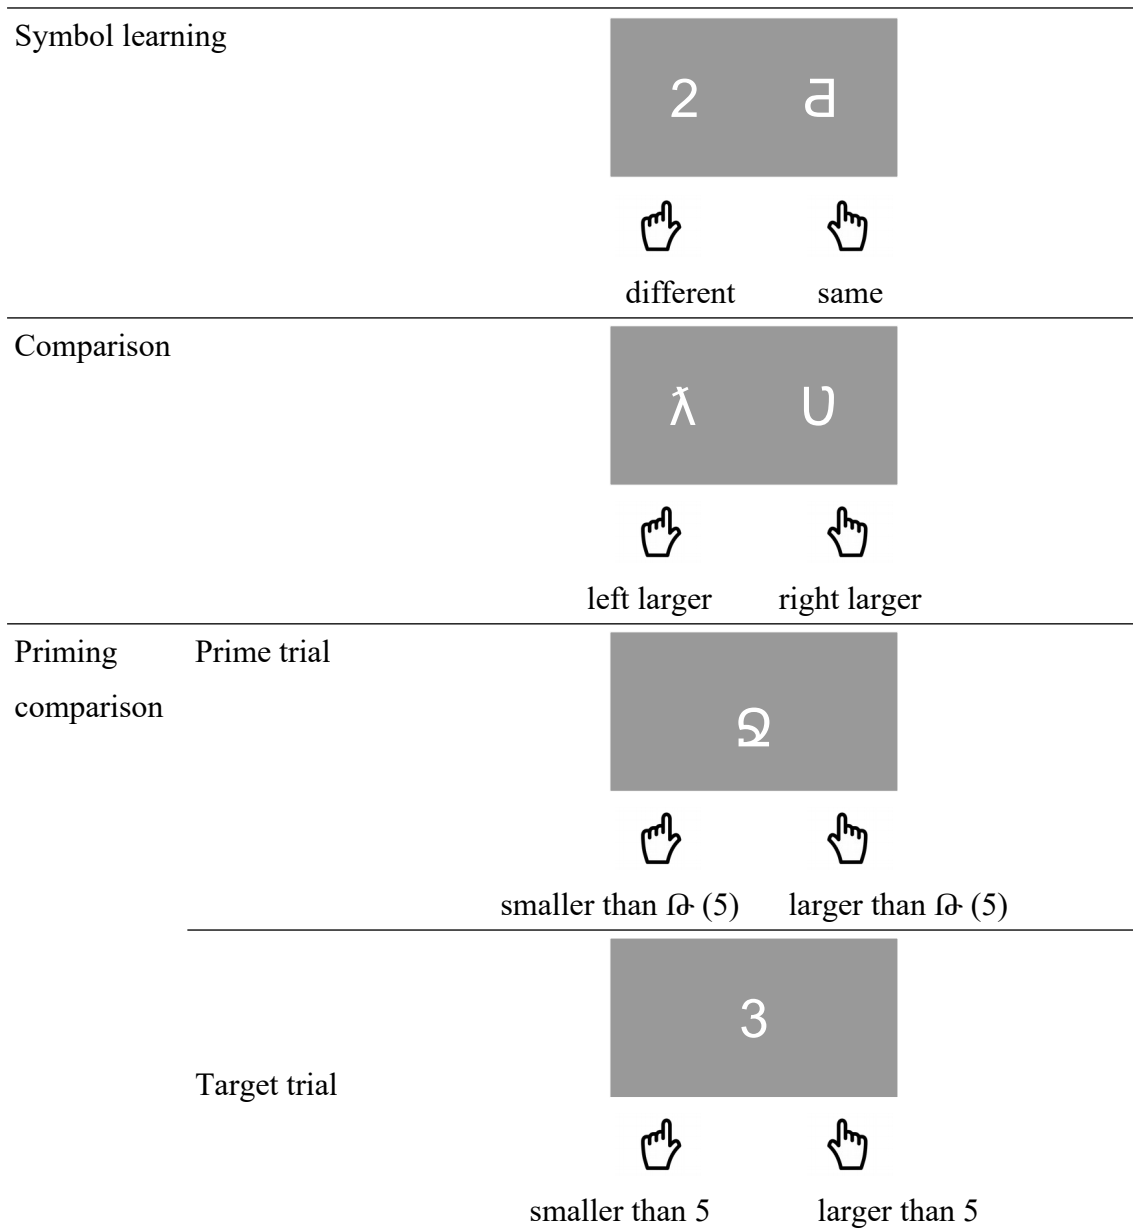 Symbol learning
2 ƌ
different same
Comparison
ƛ Ʋ
left larger right larger
Priming comparison
Prime trial
ջ
smaller than Թ (5) larger than Թ (5)
3
Target trial
smaller than 5 larger than 5